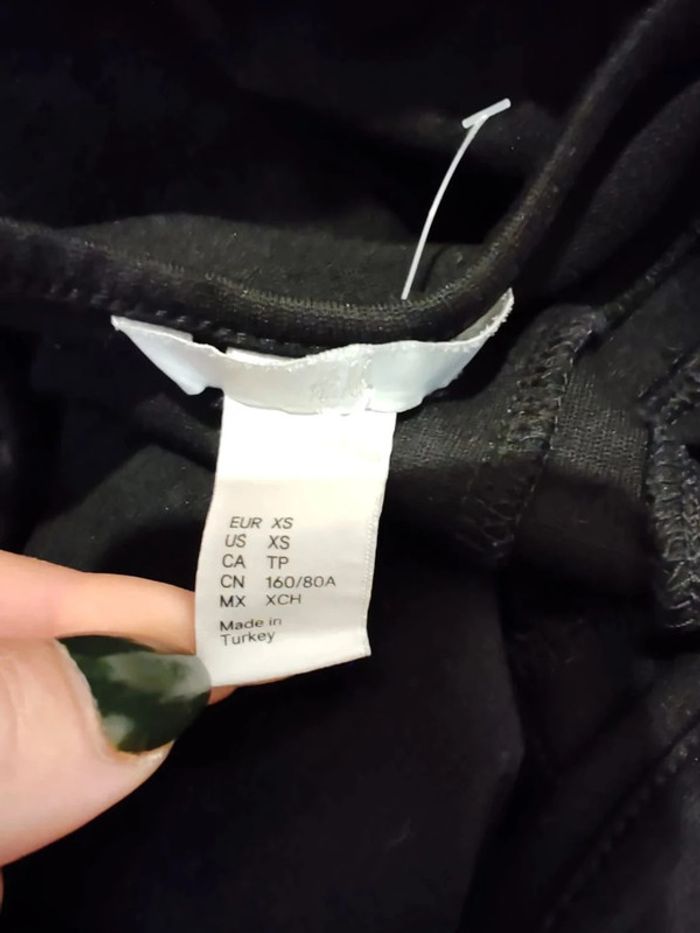 EUR XS
US XS
CA TP
CN 160/80A
MX XCH
Made in
Turkey